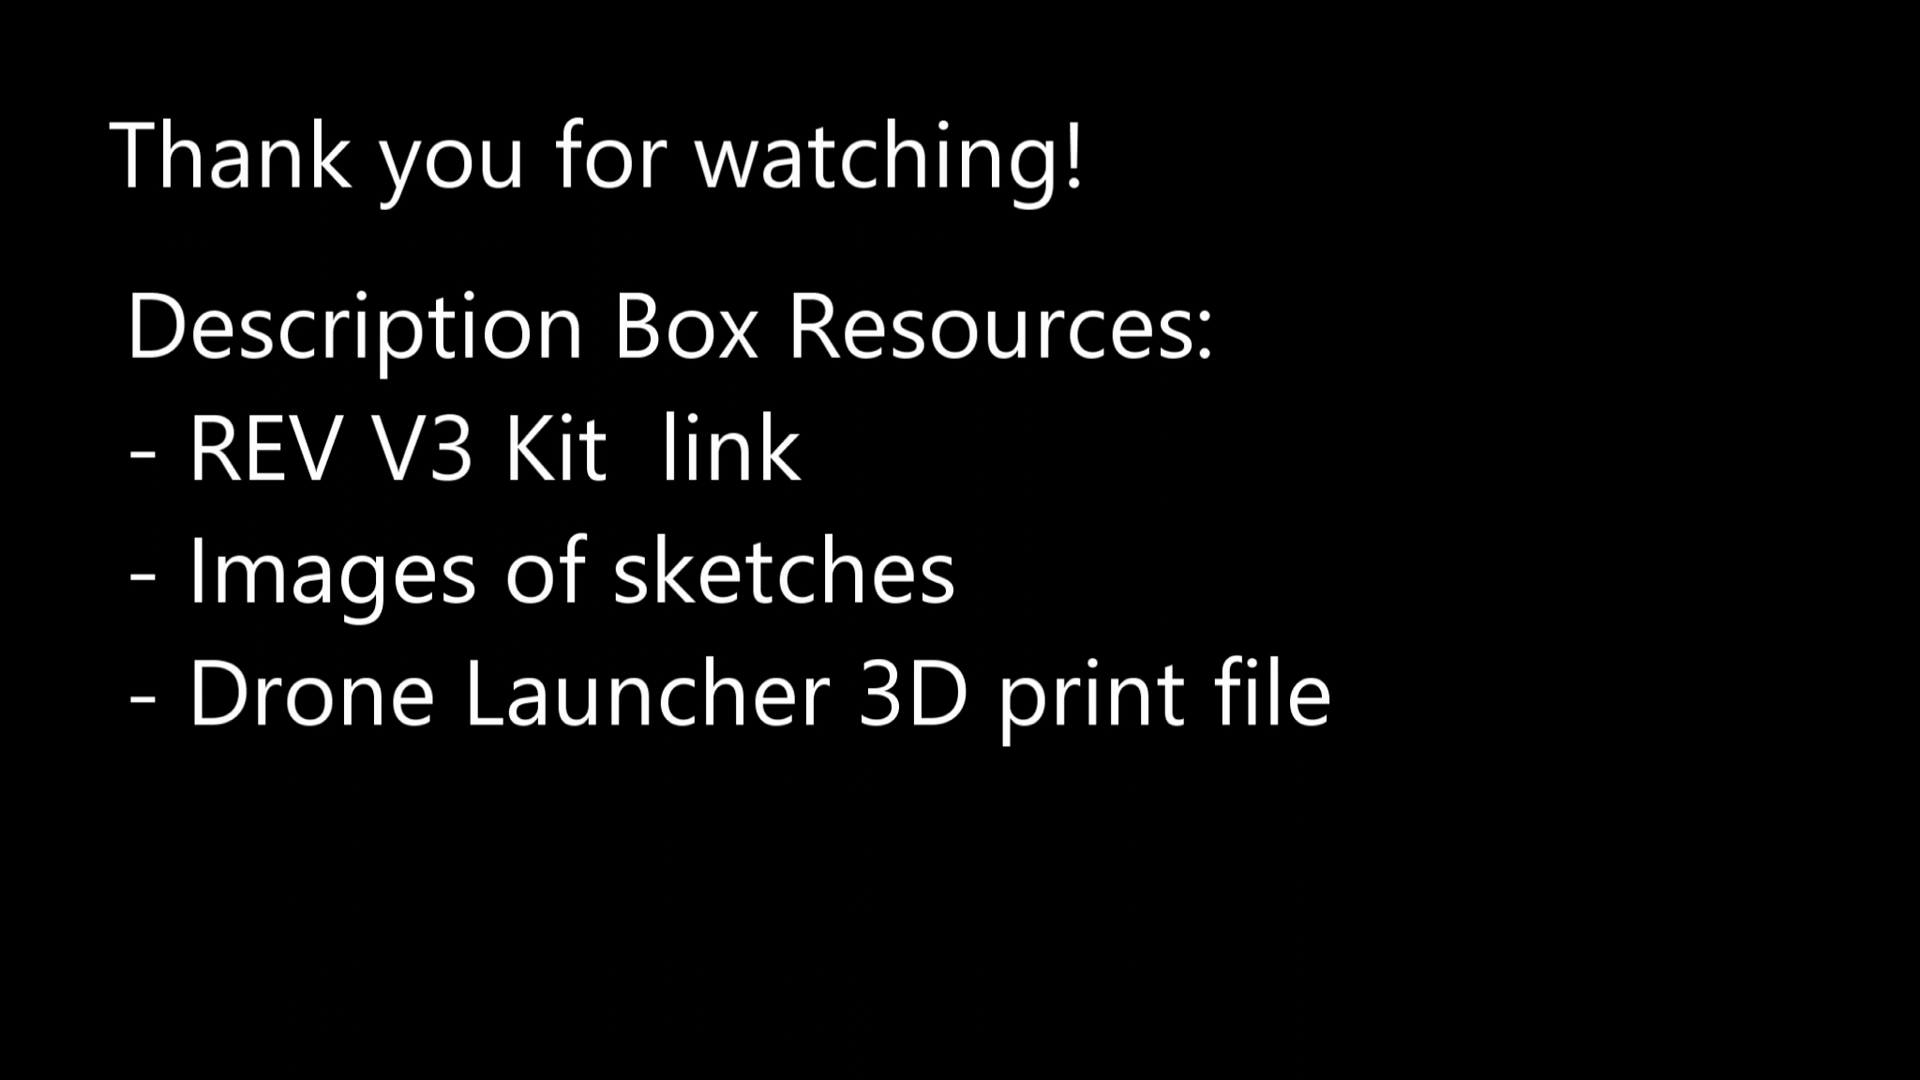 Thank you for watching!
Description Box Resources:
- REV V3 Kit  link
- Images of sketches
- Drone Launcher 3D print file